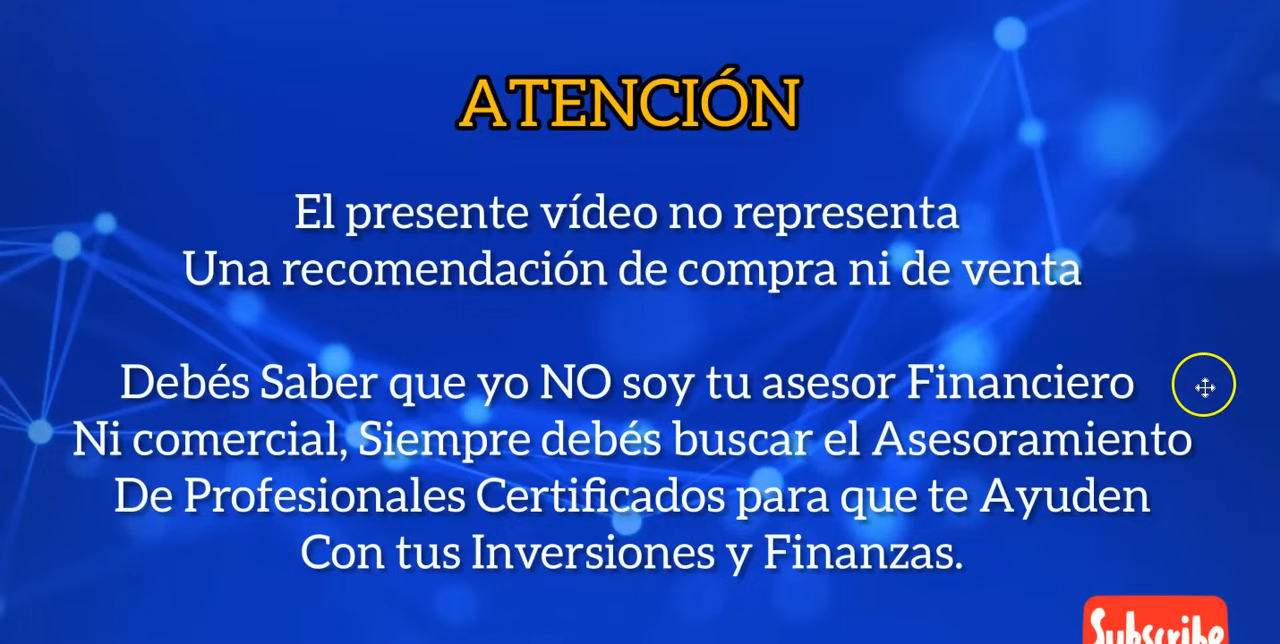 ATENCIÓN
El presente vídeo no representa
Una recomendación de compra ni de venta
Debés Saber que yo NO soy tu asesor Financiero
Ni comercial, Siempre debés buscar el Asesoramiento
De Profesionales Certificados para que te Ayuden
Con tus Inversiones y Finanzas.
Subscribe